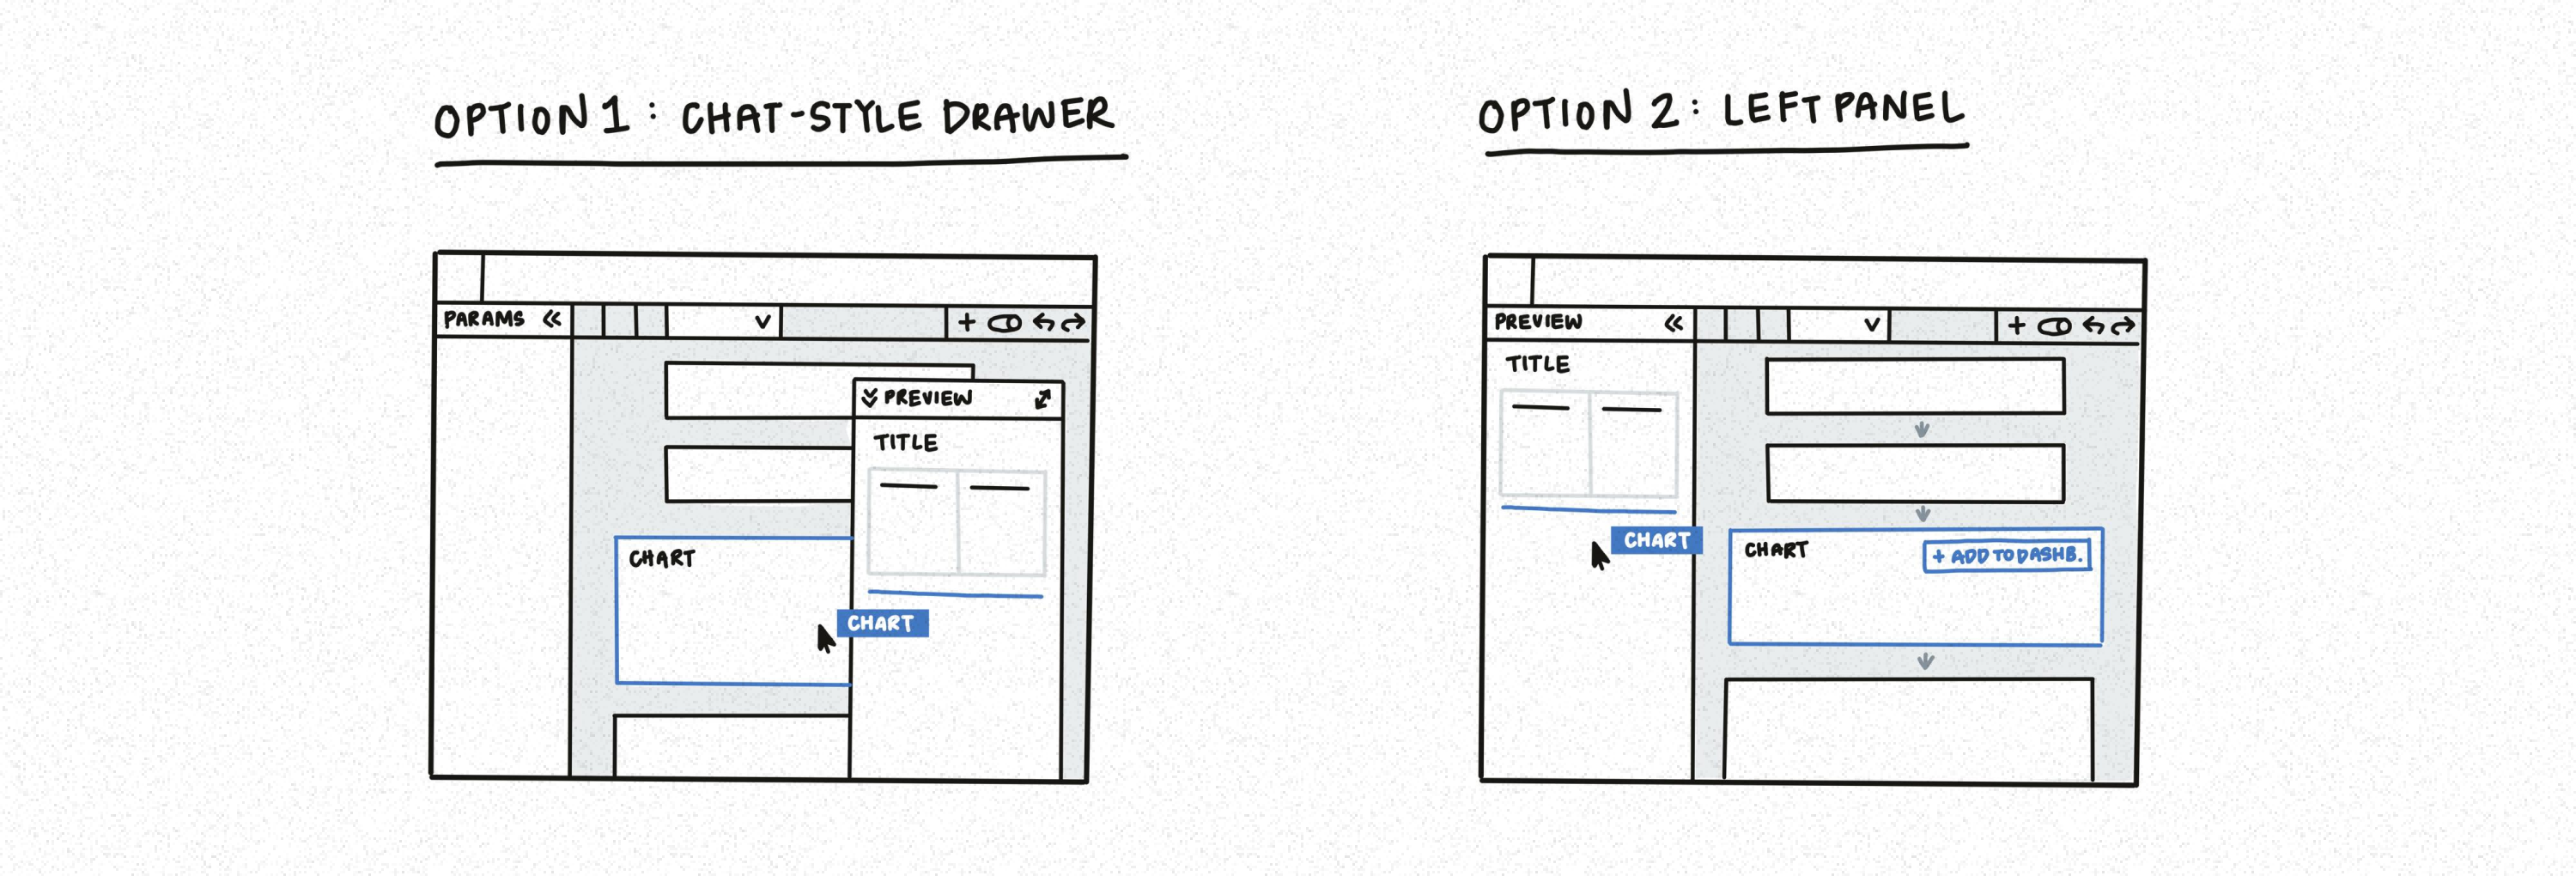 OPTION 1 : CHAT-STYLE DRAWER
PARAMS
PREVIEW
TITLE
CHART
CHART
OPTION 2 : LEFT PANEL
PREVIEW
TITLE
CHART
CHART
+ ADD TO DASHB.